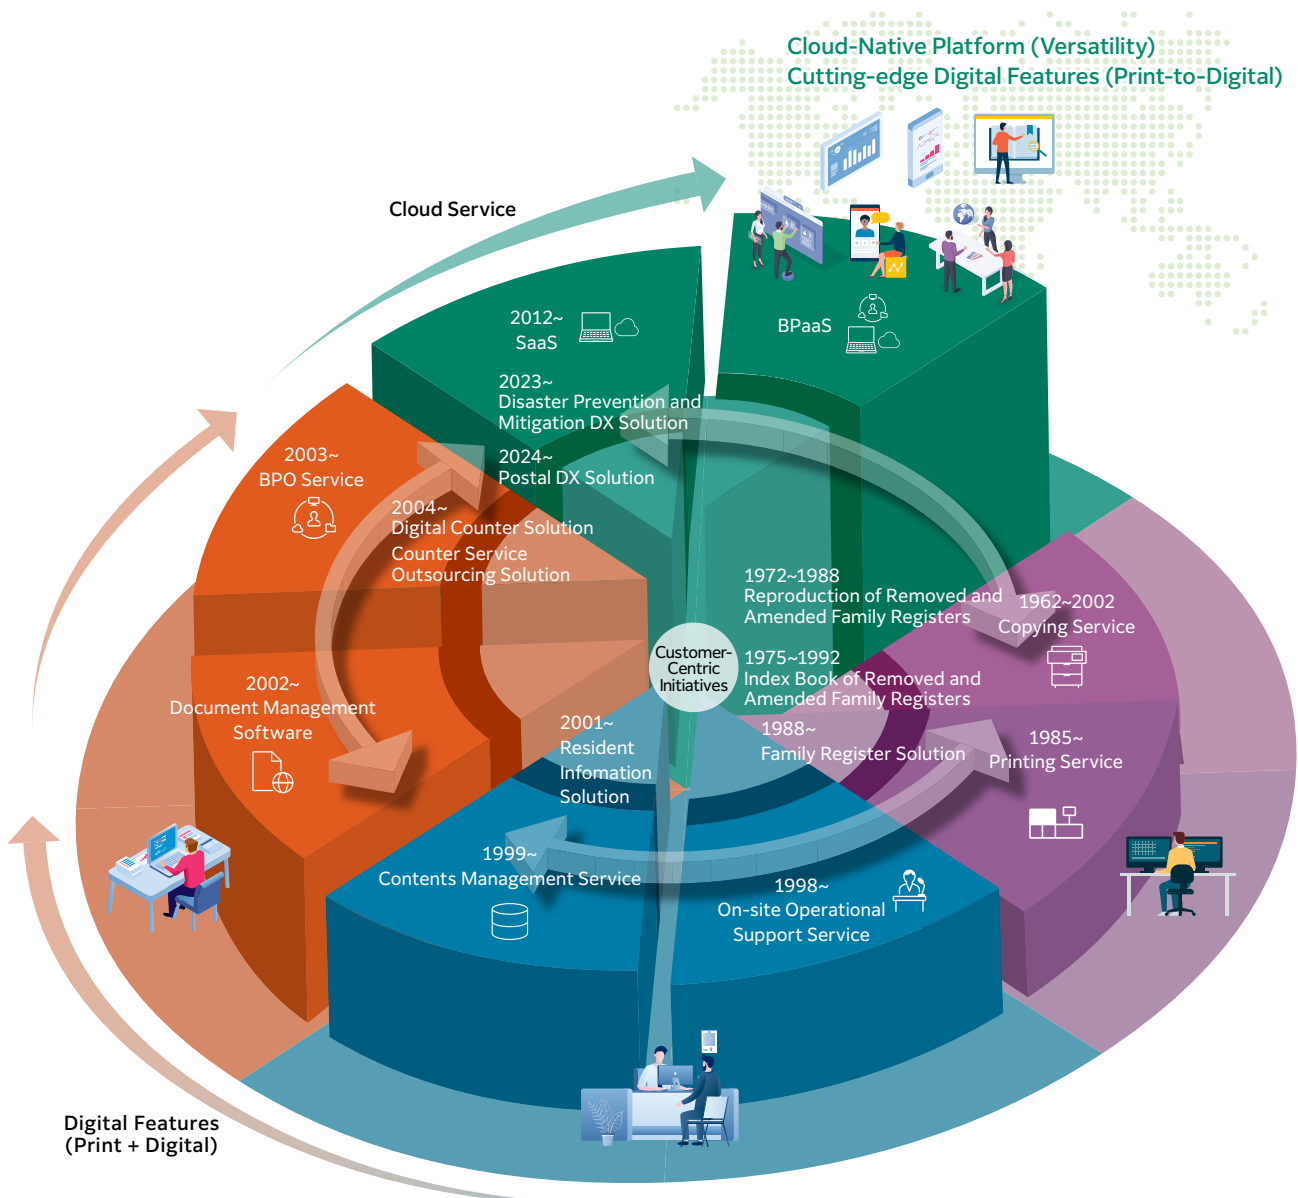 Cloud-Native Platform (Versatility)
Cutting-edge Digital Features (Print-to-Digital)
Cloud Service
2012~
SaaS
BPaaS
2023~
Disaster Prevention and
Mitigation DX Solution
2024~
Postal DX Solution
2003~
BPO Service
2004~
Digital Counter Solution
Counter Service
Outsourcing Solution
1972~1988
Reproduction of Removed and
Amended Family Registers
1962~2002
Copying Service
Customer-
Centric
Initiatives
1975~1992
Index Book of Removed and
Amended Family Registers
2002~
Document Management
Software
2001~
Resident
Infomation
Solution
1988~
Family Register Solution
1985~
Printing Service
1999~
Contents Management Service
1998~
On-site Operational
Support Service
Digital Features
(Print + Digital)